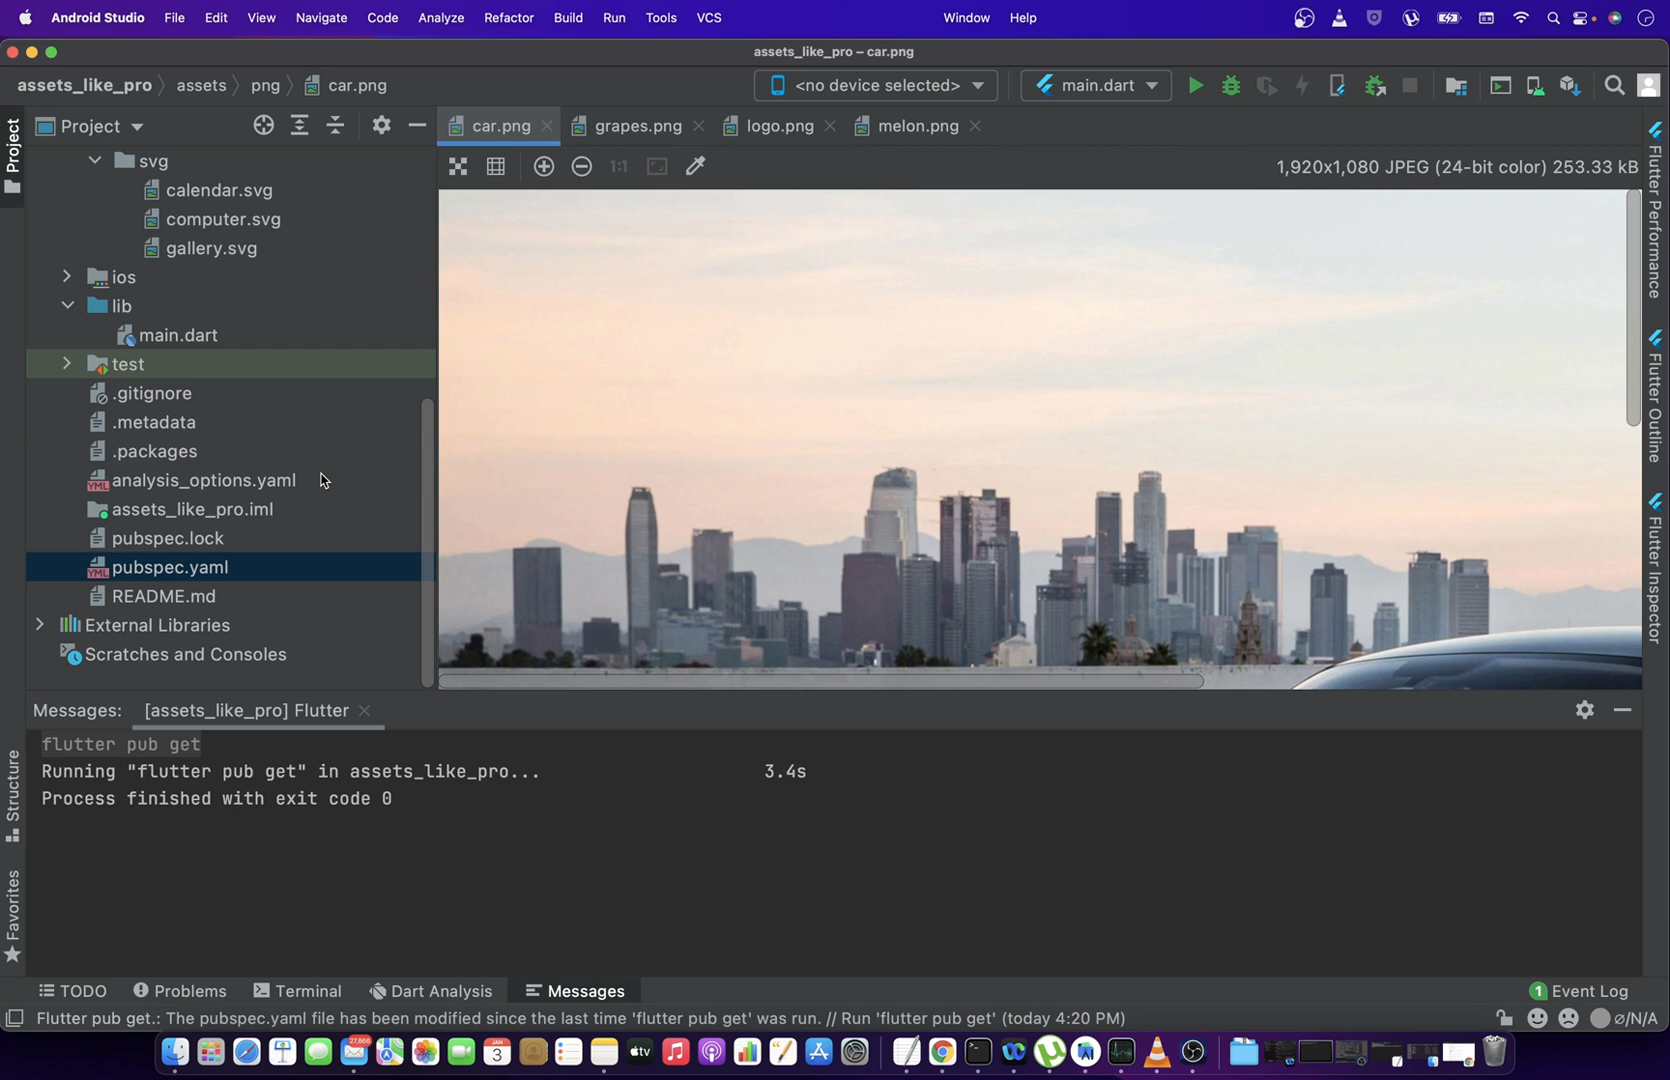 Android Studio File Edit View Navigate Code Analyze Refactor Build Run Tools VCS Window Help
assets_like_pro – car.png
assets_like_pro assets png car.png <no device selected> main.dart
Project car.png grapes.png logo.png melon.png
1:1 1,920x1,080 JPEG (24-bit color) 253.33 kB
svg
calendar.svg
computer.svg
gallery.svg
ios
lib
main.dart
test
.gitignore
.metadata
.packages
analysis_options.yaml
assets_like_pro.iml
pubspec.lock
pubspec.yaml
README.md
External Libraries
Scratches and Consoles
Project
Structure
Favorites
Flutter Performance
Flutter Outline
Flutter Inspector
Messages: [assets_like_pro] Flutter
flutter pub get
Running "flutter pub get" in assets_like_pro... 3.4s
Process finished with exit code 0
TODO Problems Terminal Dart Analysis Messages 1 Event Log
Flutter pub get.: The pubspec.yaml file has been modified since the last time 'flutter pub get' was run. // Run 'flutter pub get' (today 4:20 PM) ⌀/N/A
27,866
JAN
3
tv